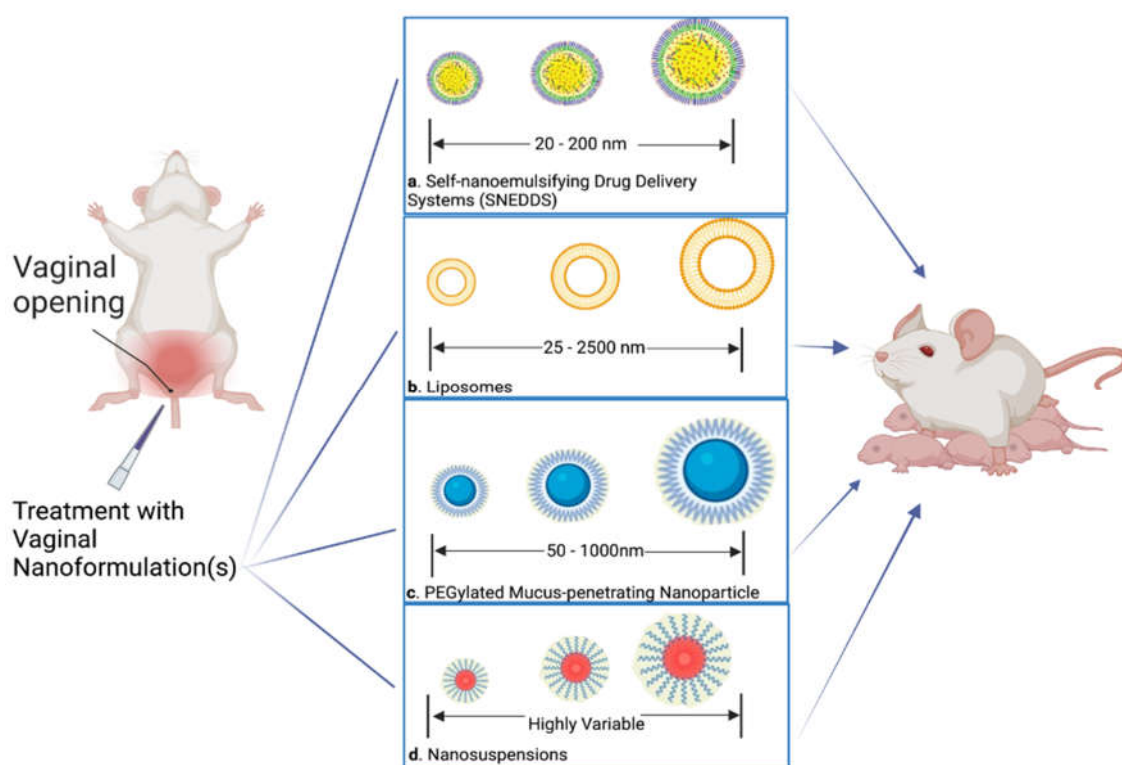 Vaginal
opening
Treatment with
Vaginal
Nanoformulation(s)
20 - 200 nm
a. Self-nanoemulsifying Drug Delivery
Systems (SNEDDS)
25 - 2500 nm
b. Liposomes
50 - 1000nm
c. PEGylated Mucus-penetrating Nanoparticle
Highly Variable
d. Nanosuspensions